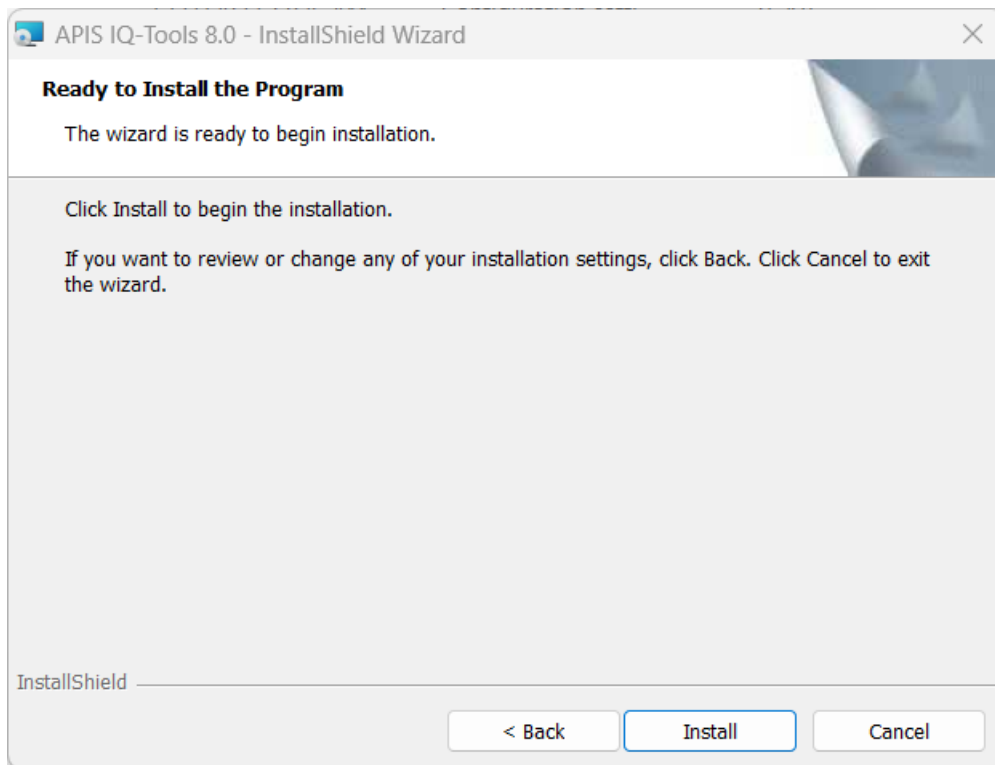 APIS IQ-Tools 8.0 - InstallShield Wizard
Ready to Install the Program
The wizard is ready to begin installation.
Click Install to begin the installation.
If you want to review or change any of your installation settings, click Back. Click Cancel to exit
the wizard.
InstallShield
< Back
Install
Cancel